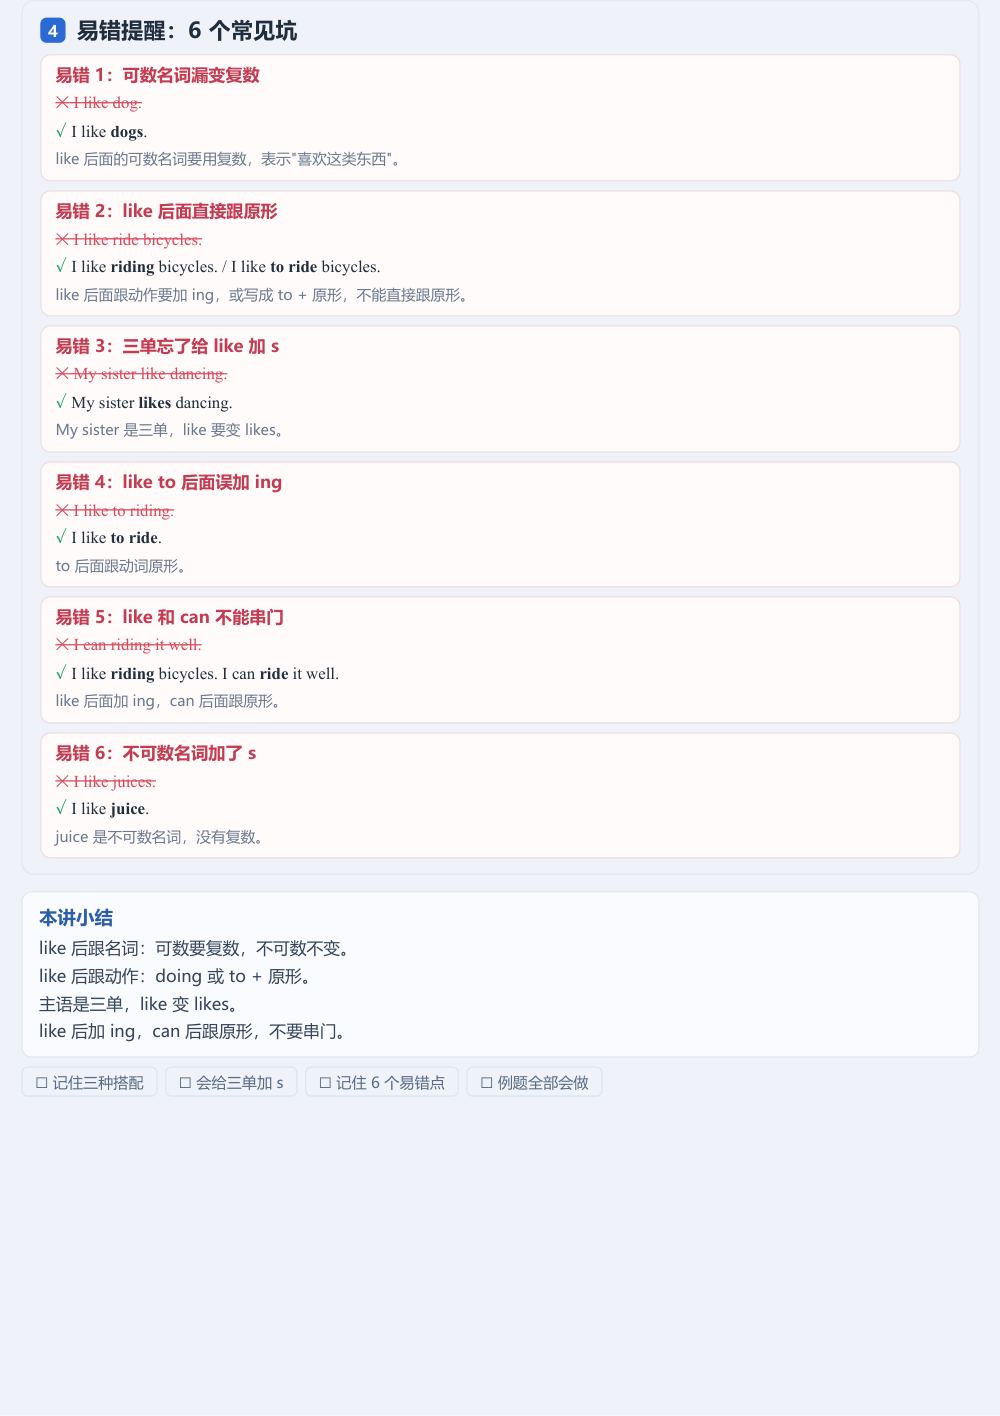 4 易错提醒：6 个常见坑
易错 1：可数名词漏变复数
✕ I like dog.
✓ I like dogs.
like 后面的可数名词要用复数，表示"喜欢这类东西"。
易错 2：like 后面直接跟原形
✕ I like ride bicycles.
✓ I like riding bicycles. / I like to ride bicycles.
like 后面跟动作要加 ing，或写成 to + 原形，不能直接跟原形。
易错 3：三单忘了给 like 加 s
✕ My sister like dancing.
✓ My sister likes dancing.
My sister 是三单，like 要变 likes。
易错 4：like to 后面误加 ing
✕ I like to riding.
✓ I like to ride.
to 后面跟动词原形。
易错 5：like 和 can 不能串门
✕ I can riding it well.
✓ I like riding bicycles. I can ride it well.
like 后面加 ing，can 后面跟原形。
易错 6：不可数名词加了 s
✕ I like juices.
✓ I like juice.
juice 是不可数名词，没有复数。
本讲小结
like 后跟名词：可数要复数，不可数不变。
like 后跟动作：doing 或 to + 原形。
主语是三单，like 变 likes。
like 后加 ing，can 后跟原形，不要串门。
☐ 记住三种搭配 ☐ 会给三单加 s ☐ 记住 6 个易错点 ☐ 例题全部会做